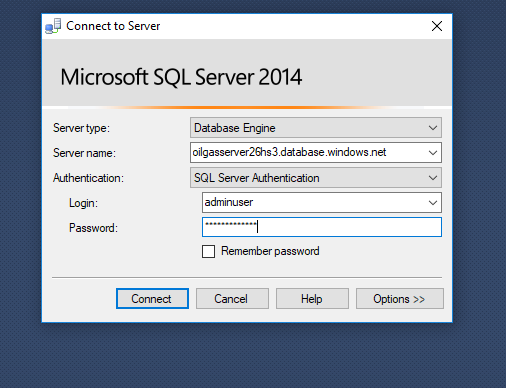 Connect to Server
Microsoft SQL Server 2014
Server type: Database Engine
Server name: oilgasserver26hs3.database.windows.net
Authentication: SQL Server Authentication
Login: adminuser
Password: *************
Remember password
Connect Cancel Help Options >>